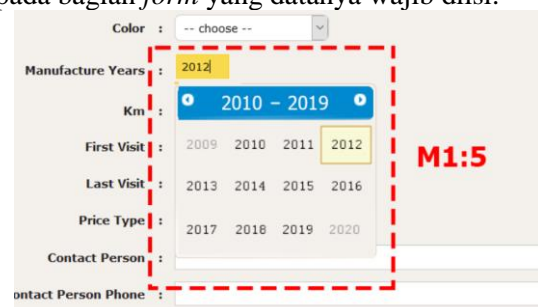 pada bagian form yang datanya wajib diisi.
Color : -- choose --
Manufacture Years : 2012
2010 – 2019
Km :
First Visit : 2009 2010 2011 2012
Last Visit : 2013 2014 2015 2016
Price Type : 2017 2018 2019 2020
Contact Person :
ontact Person Phone :
M1:5